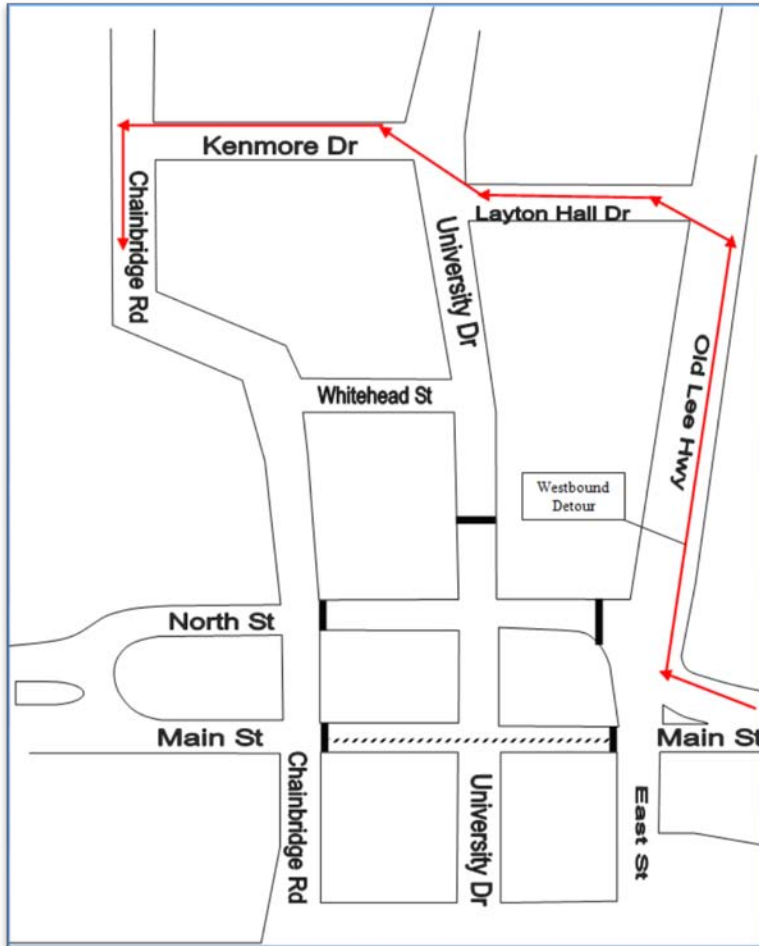 Kenmore Dr
Chainbridge Rd
Layton Hall Dr
University Dr
Old Lee Hwy
Whitehead St
Westbound
Detour
North St
Main St
Main St
Chainbridge Rd
University Dr
East St